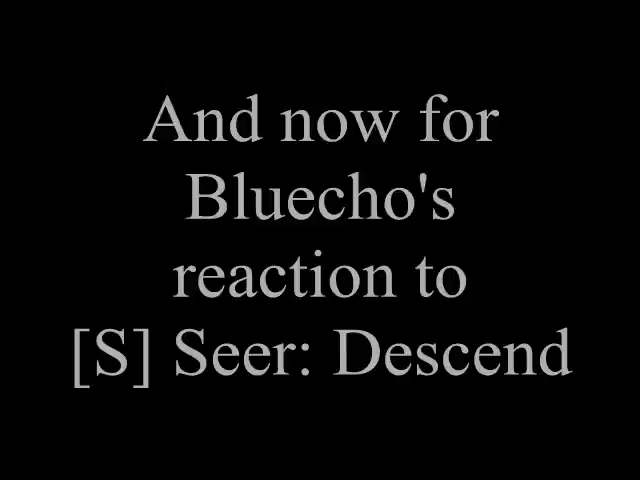 And now for
Bluecho's
reaction to
[S] Seer: Descend